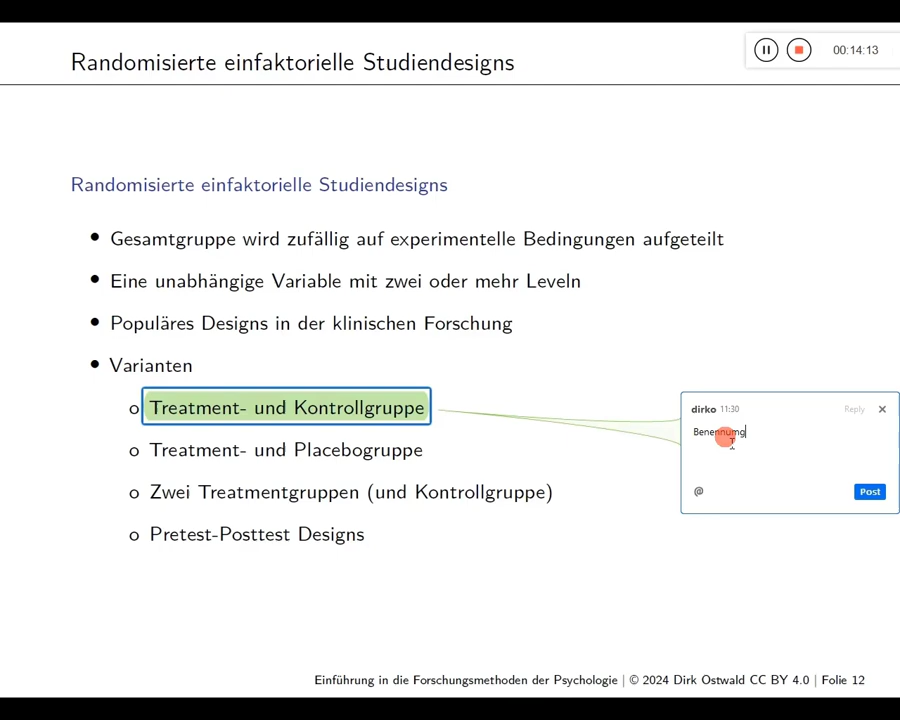 Randomisierte einfaktorielle Studiendesigns
00:14:13
Randomisierte einfaktorielle Studiendesigns
• Gesamtgruppe wird zufällig auf experimentelle Bedingungen aufgeteilt
• Eine unabhängige Variable mit zwei oder mehr Leveln
• Populäres Designs in der klinischen Forschung
• Varianten
o Treatment- und Kontrollgruppe
dirko 11:30 Reply
Benennumg
o Treatment- und Placebogruppe
o Zwei Treatmentgruppen (und Kontrollgruppe)
@ Post
o Pretest-Posttest Designs
Einführung in die Forschungsmethoden der Psychologie | © 2024 Dirk Ostwald CC BY 4.0 | Folie 12